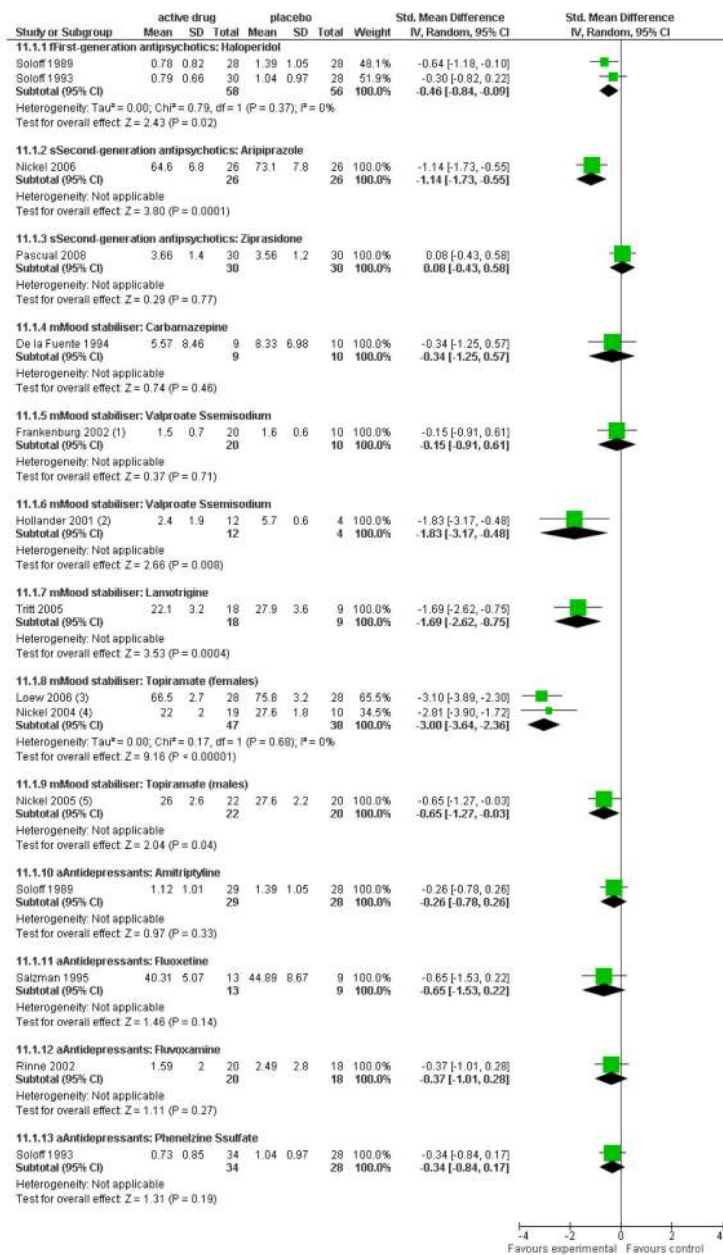 active drug placebo Std. Mean Difference Std. Mean Difference
Study or Subgroup Mean SD Total Mean SD Total Weight IV, Random, 95% CI IV, Random, 95% CI
11.1.1 fFirst-generation antipsychotics: Haloperidol
Soloff 1989 0.78 0.82 28 1.39 1.05 28 48.1% -0.64 [-1.18, -0.10]
Soloff 1993 0.79 0.66 30 1.04 0.97 28 51.9% -0.30 [-0.82, 0.22]
Subtotal (95% CI) 58 56 100.0% -0.46 [-0.84, -0.09]
Heterogeneity: Tau² = 0.00; Chi² = 0.79, df = 1 (P = 0.37); I² = 0%
Test for overall effect: Z = 2.43 (P = 0.02)
11.1.2 sSecond-generation antipsychotics: Aripiprazole
Nickel 2006 64.6 6.8 26 73.1 7.8 26 100.0% -1.14 [-1.73, -0.55]
Subtotal (95% CI) 26 26 100.0% -1.14 [-1.73, -0.55]
Heterogeneity: Not applicable
Test for overall effect: Z = 3.80 (P = 0.0001)
11.1.3 sSecond-generation antipsychotics: Ziprasidone
Pascual 2008 3.66 1.4 30 3.56 1.2 30 100.0% 0.08 [-0.43, 0.58]
Subtotal (95% CI) 30 30 100.0% 0.08 [-0.43, 0.58]
Heterogeneity: Not applicable
Test for overall effect: Z = 0.29 (P = 0.77)
11.1.4 mMood stabiliser: Carbamazepine
De la Fuente 1994 5.57 8.46 9 8.33 6.98 10 100.0% -0.34 [-1.25, 0.57]
Subtotal (95% CI) 9 10 100.0% -0.34 [-1.25, 0.57]
Heterogeneity: Not applicable
Test for overall effect: Z = 0.74 (P = 0.46)
11.1.5 mMood stabiliser: Valproate Ssemisodium
Frankenburg 2002 (1) 1.5 0.7 20 1.6 0.6 10 100.0% -0.15 [-0.91, 0.61]
Subtotal (95% CI) 20 10 100.0% -0.15 [-0.91, 0.61]
Heterogeneity: Not applicable
Test for overall effect: Z = 0.37 (P = 0.71)
11.1.6 mMood stabiliser: Valproate Ssemisodium
Hollander 2001 (2) 2.4 1.9 12 5.7 0.6 4 100.0% -1.83 [-3.17, -0.48]
Subtotal (95% CI) 12 4 100.0% -1.83 [-3.17, -0.48]
Heterogeneity: Not applicable
Test for overall effect: Z = 2.66 (P = 0.008)
11.1.7 mMood stabiliser: Lamotrigine
Tritt 2005 22.1 3.2 18 27.9 3.6 9 100.0% -1.69 [-2.62, -0.75]
Subtotal (95% CI) 18 9 100.0% -1.69 [-2.62, -0.75]
Heterogeneity: Not applicable
Test for overall effect: Z = 3.53 (P = 0.0004)
11.1.8 mMood stabiliser: Topiramate (females)
Loew 2006 (3) 66.5 2.7 28 75.8 3.2 28 65.5% -3.10 [-3.89, -2.30]
Nickel 2004 (4) 22 2 19 27.6 1.8 10 34.5% -2.81 [-3.90, -1.72]
Subtotal (95% CI) 47 38 100.0% -3.00 [-3.64, -2.36]
Heterogeneity: Tau² = 0.00; Chi² = 0.17, df = 1 (P = 0.68); I² = 0%
Test for overall effect: Z = 9.16 (P < 0.00001)
11.1.9 mMood stabiliser: Topiramate (males)
Nickel 2005 (5) 26 2.6 22 27.6 2.2 20 100.0% -0.65 [-1.27, -0.03]
Subtotal (95% CI) 22 20 100.0% -0.65 [-1.27, -0.03]
Heterogeneity: Not applicable
Test for overall effect: Z = 2.04 (P = 0.04)
11.1.10 aAntidepressants: Amitriptyline
Soloff 1989 1.12 1.01 29 1.39 1.05 28 100.0% -0.26 [-0.78, 0.26]
Subtotal (95% CI) 29 28 100.0% -0.26 [-0.78, 0.26]
Heterogeneity: Not applicable
Test for overall effect: Z = 0.97 (P = 0.33)
11.1.11 aAntidepressants: Fluoxetine
Salzman 1995 40.31 5.07 13 44.89 8.67 9 100.0% -0.65 [-1.53, 0.22]
Subtotal (95% CI) 13 9 100.0% -0.65 [-1.53, 0.22]
Heterogeneity: Not applicable
Test for overall effect: Z = 1.46 (P = 0.14)
11.1.12 aAntidepressants: Fluvoxamine
Rinne 2002 1.59 2 20 2.49 2.8 18 100.0% -0.37 [-1.01, 0.28]
Subtotal (95% CI) 20 18 100.0% -0.37 [-1.01, 0.28]
Heterogeneity: Not applicable
Test for overall effect: Z = 1.11 (P = 0.27)
11.1.13 aAntidepressants: Phenelzine Ssulfate
Soloff 1993 0.73 0.85 34 1.04 0.97 28 100.0% -0.34 [-0.84, 0.17]
Subtotal (95% CI) 34 28 100.0% -0.34 [-0.84, 0.17]
Heterogeneity: Not applicable
Test for overall effect: Z = 1.31 (P = 0.19)
-4 -2 0 2 4
Favours experimental Favours control